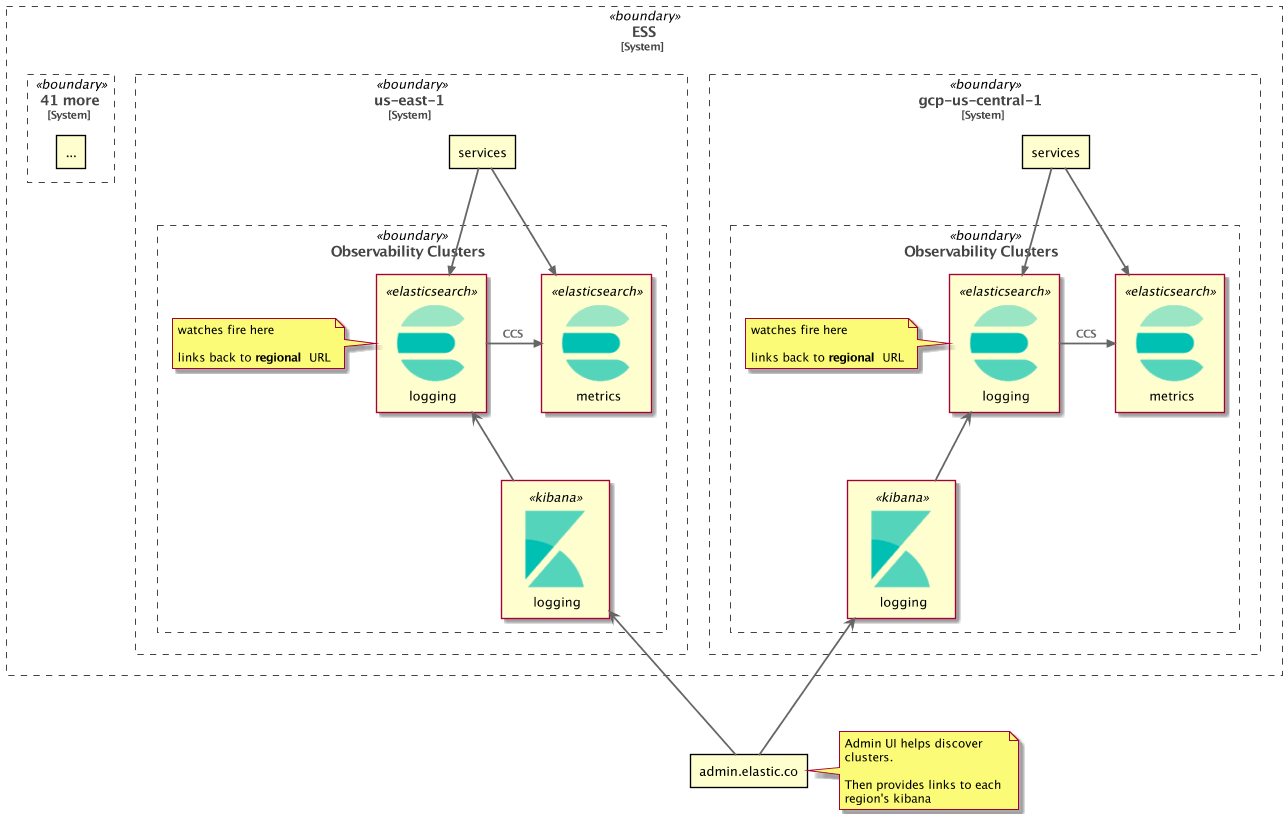 «boundary»
ESS
[System]
«boundary»
41 more
[System]
...
«boundary»
us-east-1
[System]
services
«boundary»
Observability Clusters
«elasticsearch»
logging
«elasticsearch»
metrics
CCS
watches fire here
links back to regional URL
«kibana»
logging
«boundary»
gcp-us-central-1
[System]
services
«boundary»
Observability Clusters
«elasticsearch»
logging
«elasticsearch»
metrics
CCS
watches fire here
links back to regional URL
«kibana»
logging
admin.elastic.co
Admin UI helps discover
clusters.
Then provides links to each
region's kibana